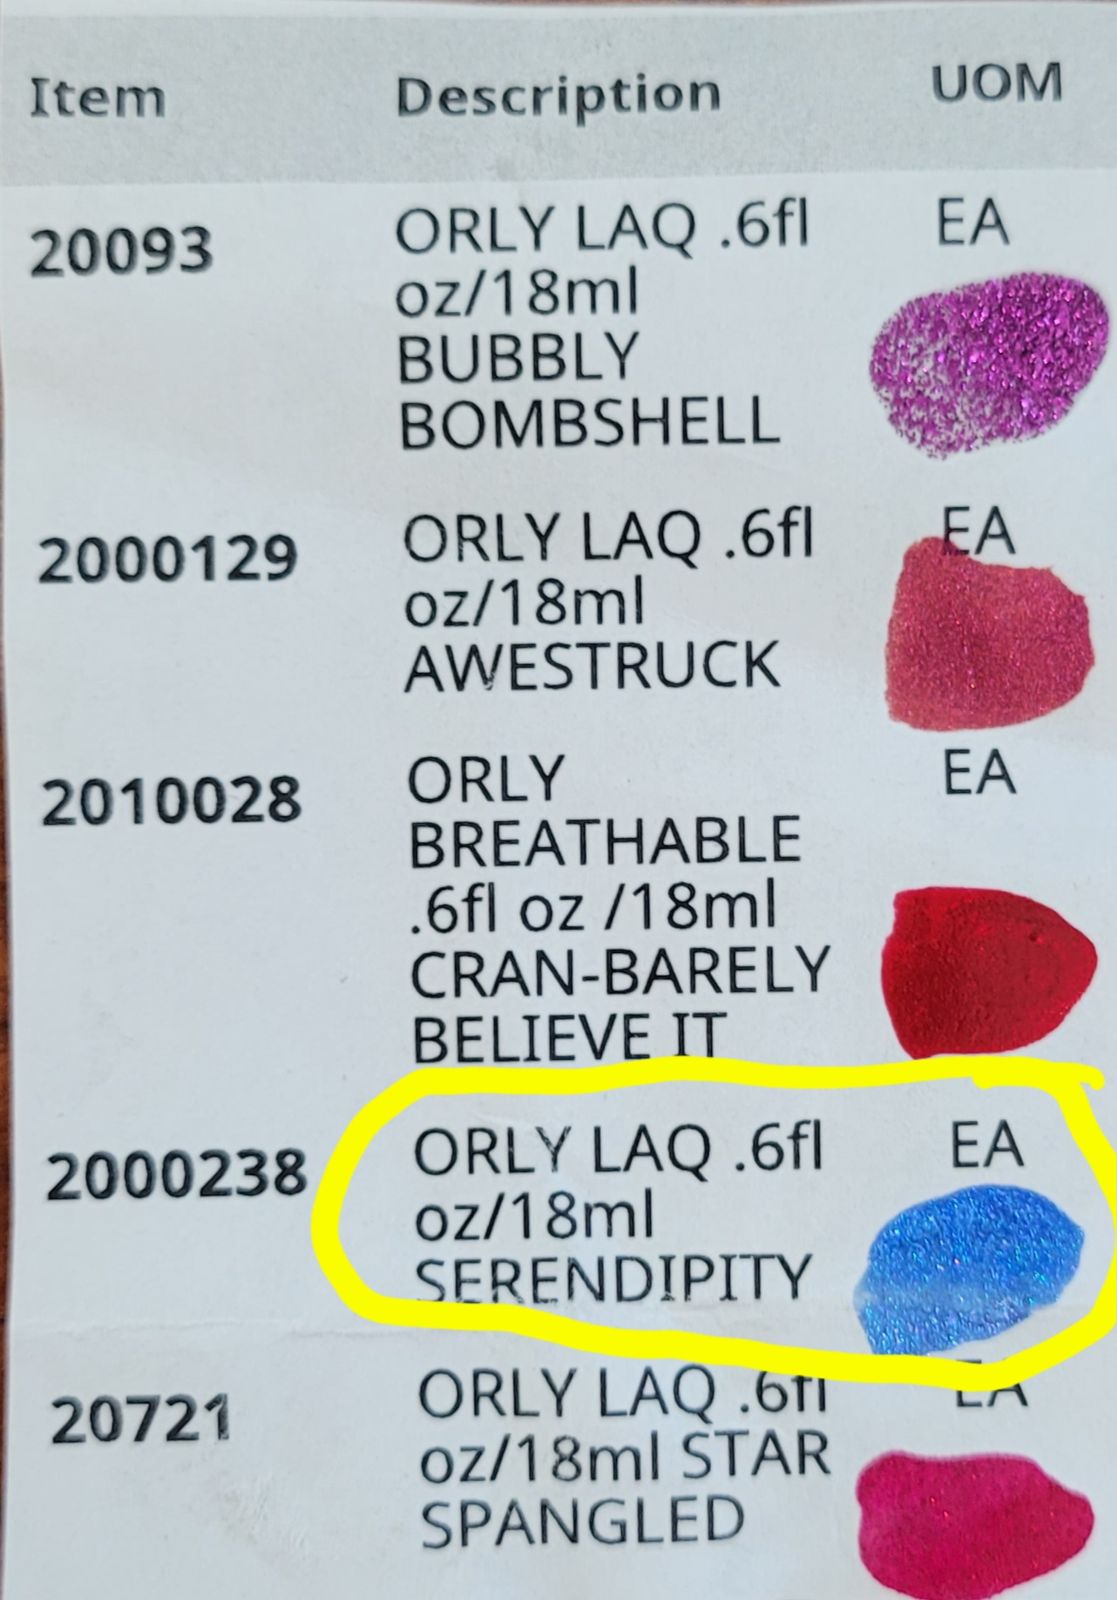 Item Description UOM
20093 ORLY LAQ .6fl EA
oz/18ml
BUBBLY
BOMBSHELL
2000129 ORLY LAQ .6fl EA
oz/18ml
AWESTRUCK
2010028 ORLY EA
BREATHABLE
.6fl oz /18ml
CRAN-BARELY
BELIEVE IT
2000238 ORLY LAQ .6fl EA
oz/18ml
SERENDIPITY
20721 ORLY LAQ .6fl EA
oz/18ml STAR
SPANGLED